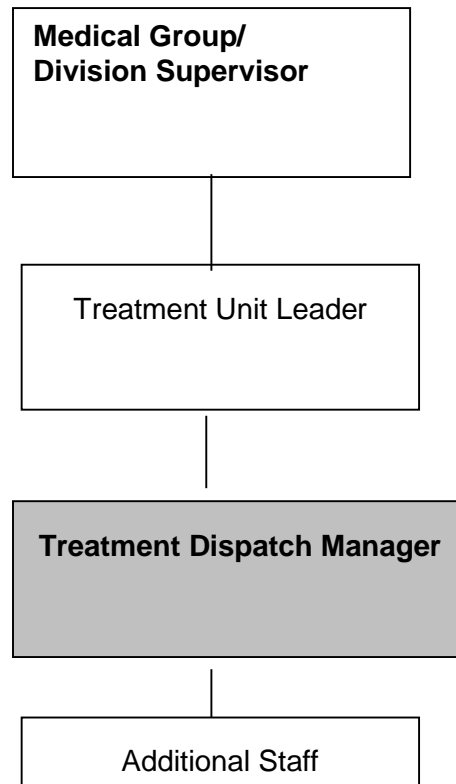 Medical Group/
Division Supervisor
Treatment Unit Leader
Treatment Dispatch Manager
Additional Staff